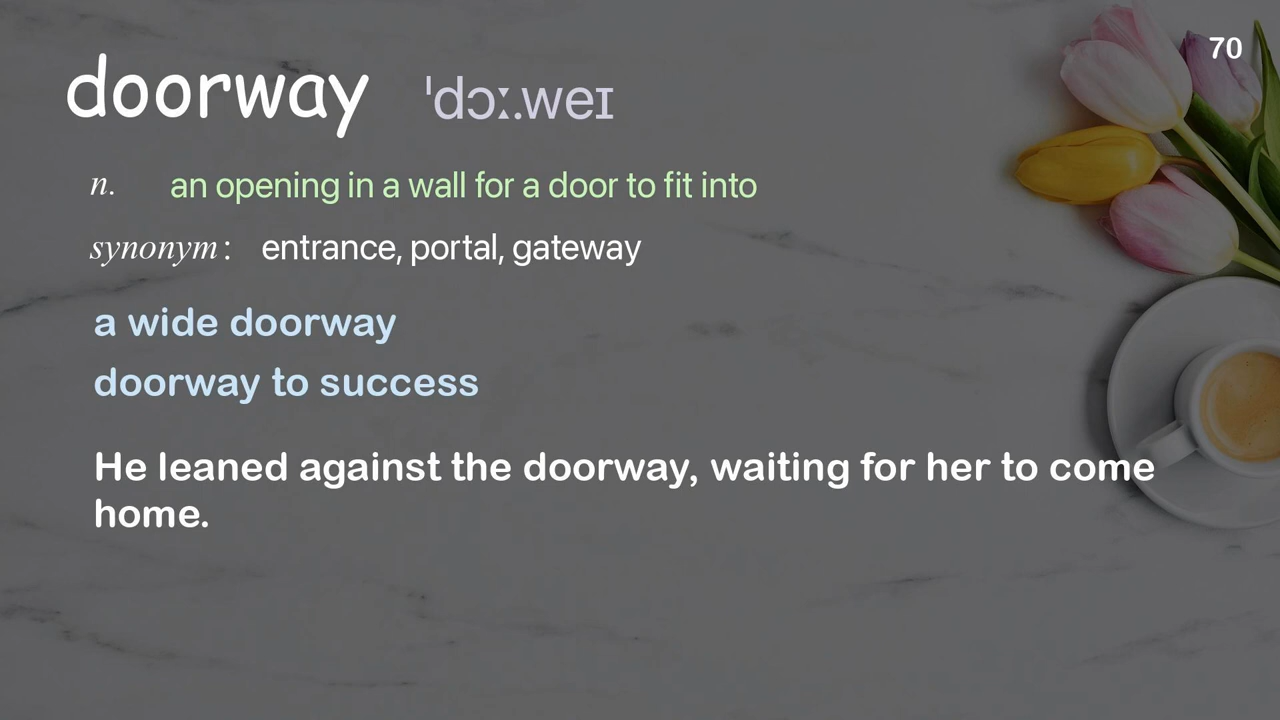 70
doorway ˈdɔː.weɪ
n. an opening in a wall for a door to fit into
synonym: entrance, portal, gateway
a wide doorway
doorway to success
He leaned against the doorway, waiting for her to come
home.